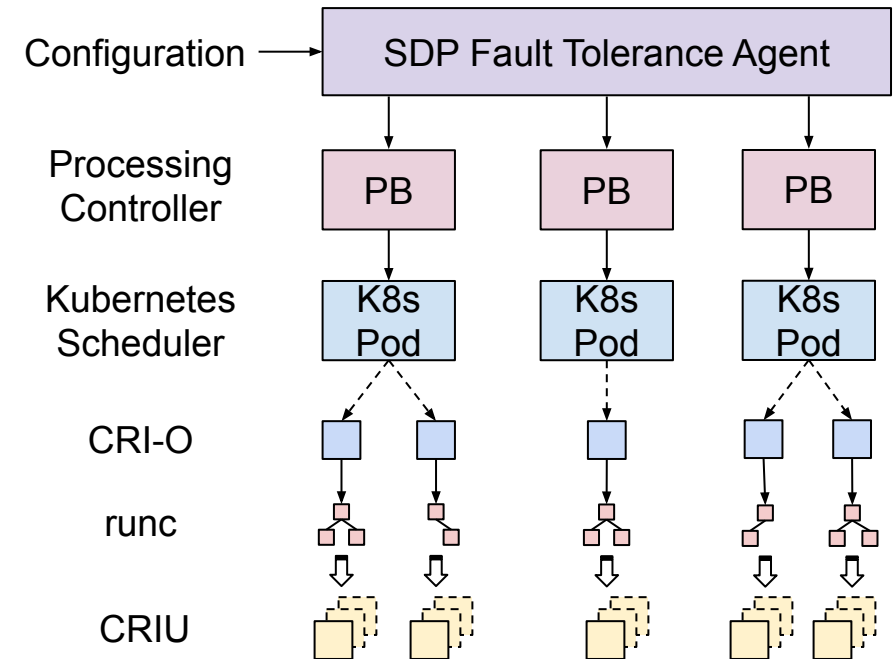 Configuration
SDP Fault Tolerance Agent
Processing
Controller
PB
PB
PB
Kubernetes
Scheduler
K8s
Pod
K8s
Pod
K8s
Pod
CRI-O
runc
CRIU